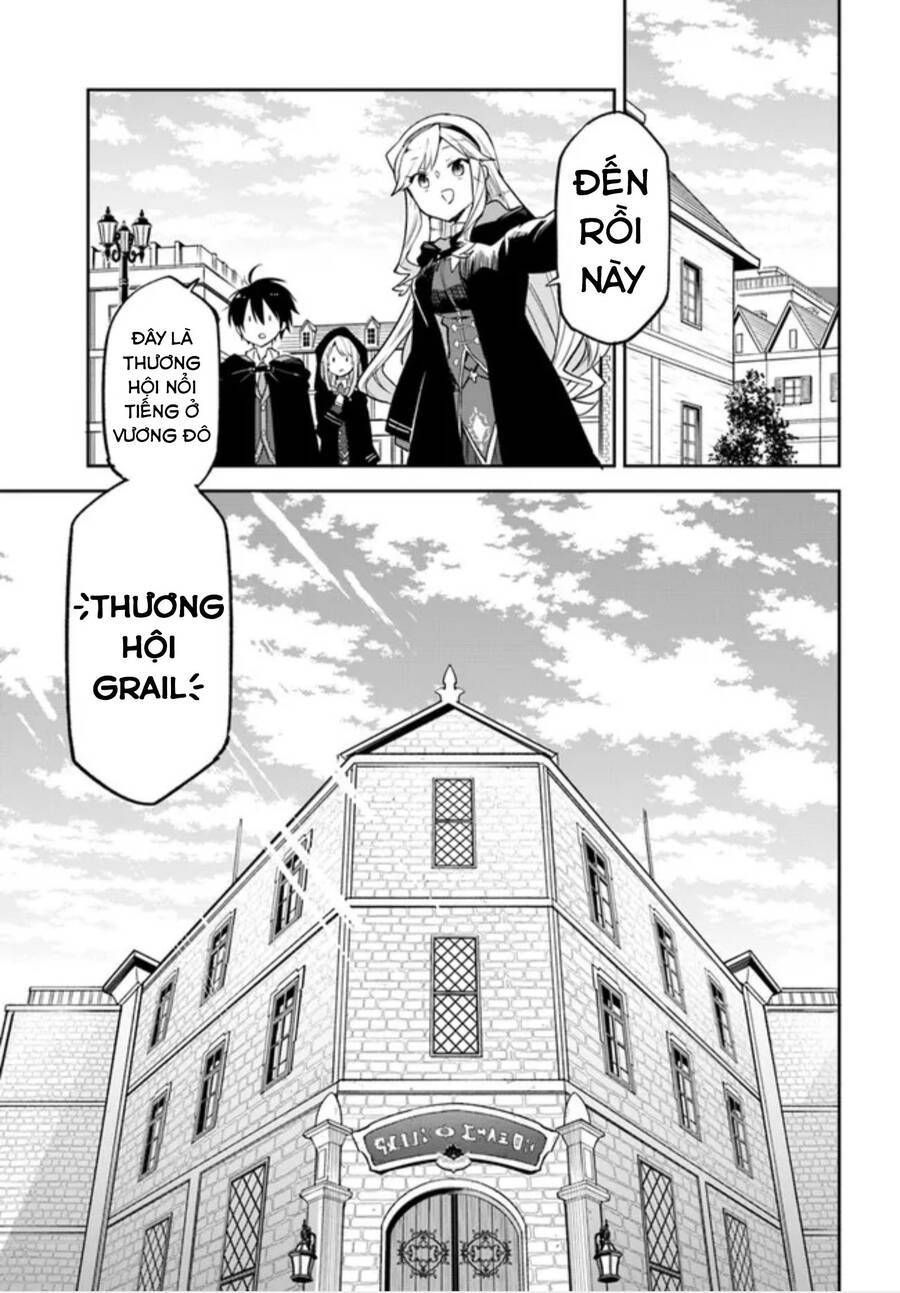 ĐẾN
RỒI
NÀY
ĐÂY LÀ
THƯƠNG
HỘI NỔI
TIẾNG Ở
VƯƠNG ĐÔ
THƯƠNG
HỘI
GRAIL